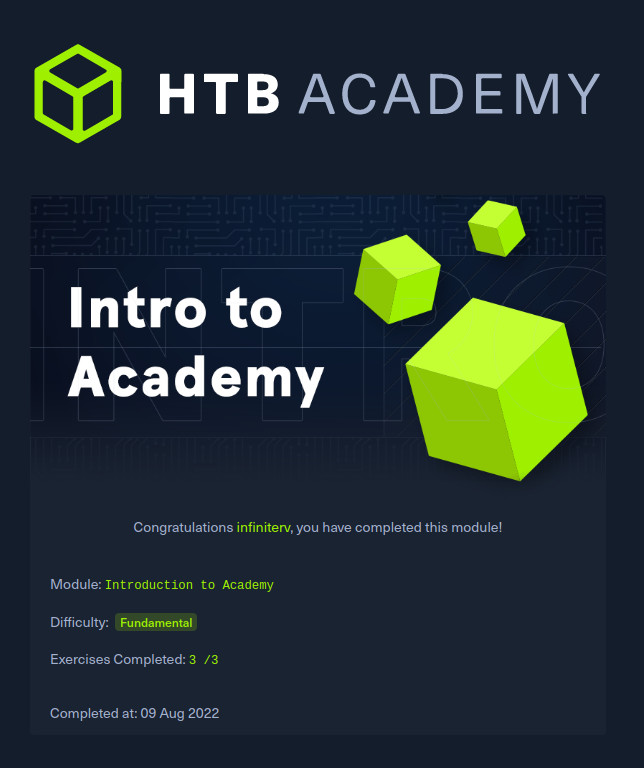 HTB ACADEMY
Intro to
Academy
Congratulations infiniterv, you have completed this module!
Module: Introduction to Academy
Difficulty: Fundamental
Exercises Completed: 3 /3
Completed at: 09 Aug 2022